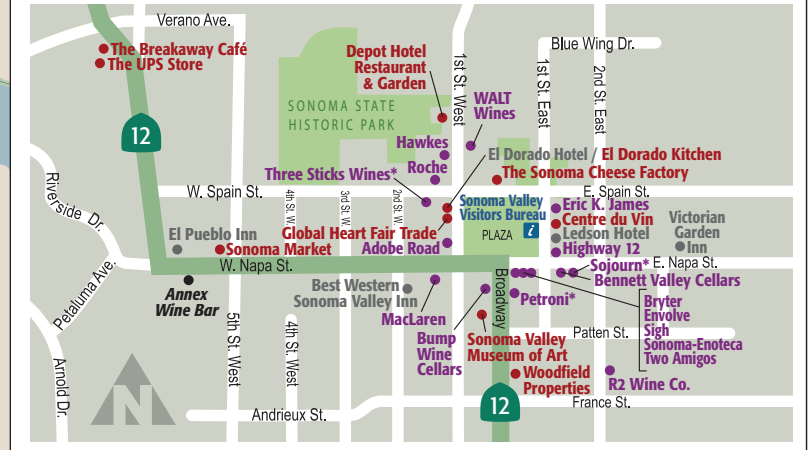 Verano Ave.
The Breakaway Café
The UPS Store
12
Depot Hotel
Restaurant
& Garden
SONOMA STATE
HISTORIC PARK
1st St. West
WALT
Wines
Blue Wing Dr.
1st St. East
2nd St. East
Hawkes
Roche
El Dorado Hotel / El Dorado Kitchen
The Sonoma Cheese Factory
Three Sticks Wines*
W. Spain St.
4th St. W.
3rd St. W.
2nd St. W.
E. Spain St.
Riverside Dr.
Sonoma Valley
Visitors Bureau
i
PLAZA
Eric K. James
Centre du Vin
Ledson Hotel
Highway 12
Victorian
Garden
Inn
El Pueblo Inn
Sonoma Market
Global Heart Fair Trade
Adobe Road
W. Napa St.
E. Napa St.
Sojourn*
Bennett Valley Cellars
Petaluma Ave.
Annex
Wine Bar
Best Western
Sonoma Valley Inn
MacLaren
Broadway
Petroni*
Bryter
Envolve
Sigh
Sonoma-Enoteca
Two Amigos
5th St. West
4th St. West
Bump
Wine
Cellars
Sonoma Valley
Museum of Art
Patten St.
Woodfield
Properties
R2 Wine Co.
Arnold Dr.
N
Andrieux St.
12
France St.